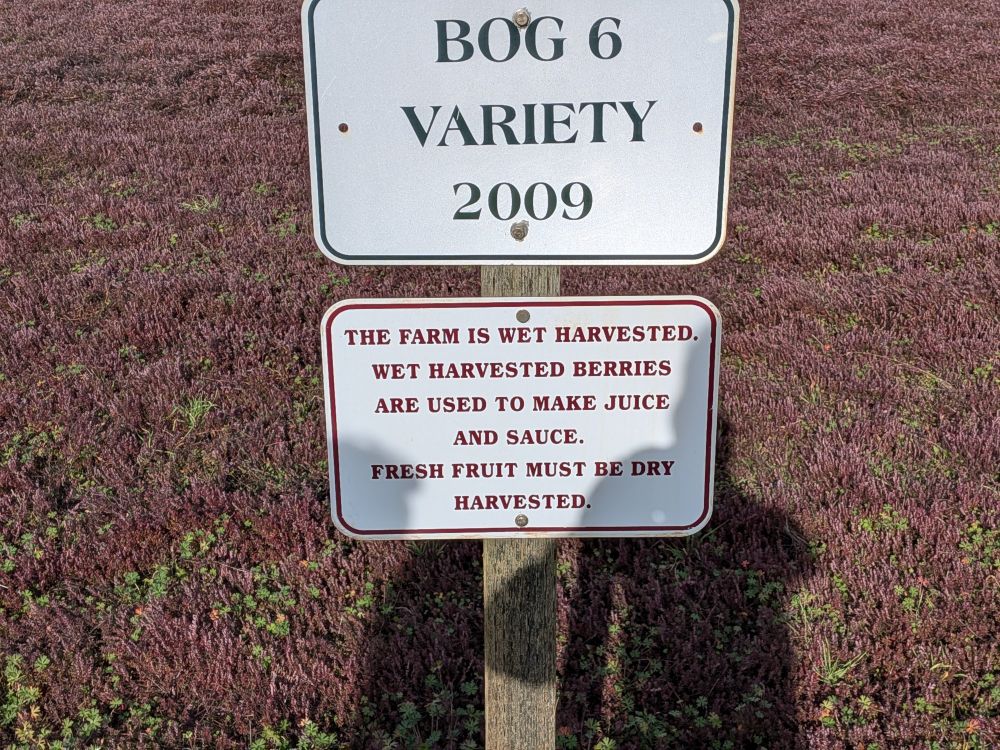 BOG 6
VARIETY
2009
THE FARM IS WET HARVESTED.
WET HARVESTED BERRIES
ARE USED TO MAKE JUICE
AND SAUCE.
FRESH FRUIT MUST BE DRY
HARVESTED.